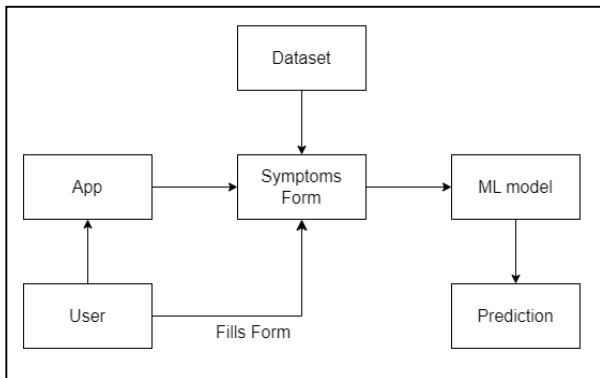 Dataset
App
Symptoms
Form
ML model
User
Fills Form
Prediction